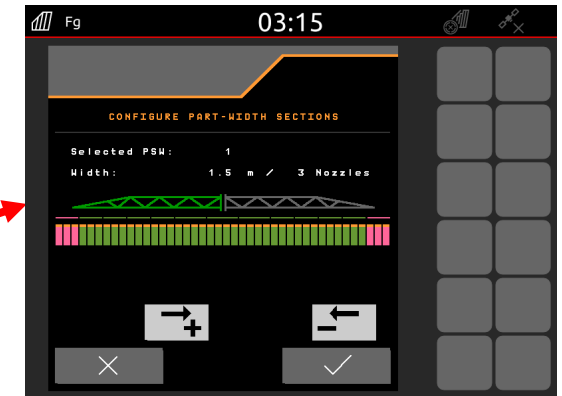 Fg 03:15
CONFIGURE PART-WIDTH SECTIONS
Selected PSW: 1
Width: 1.5 m / 3 Nozzles